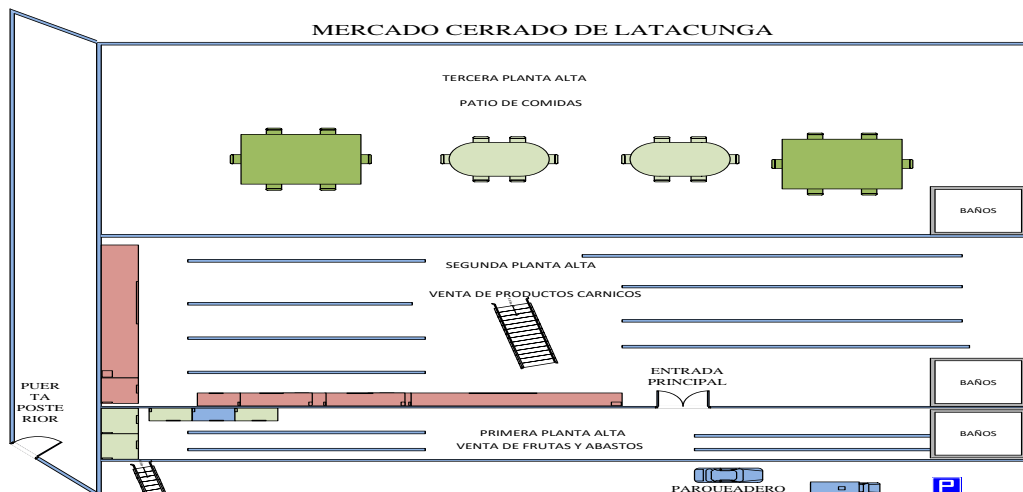 MERCADO CERRADO DE LATACUNGA
TERCERA PLANTA ALTA
PATIO DE COMIDAS
BAÑOS
SEGUNDA PLANTA ALTA
VENTA DE PRODUCTOS CARNICOS
ENTRADA
PRINCIPAL
BAÑOS
PUER
TA
POSTE
RIOR
PRIMERA PLANTA ALTA
VENTA DE FRUTAS Y ABASTOS
BAÑOS
PARQUEADERO
P